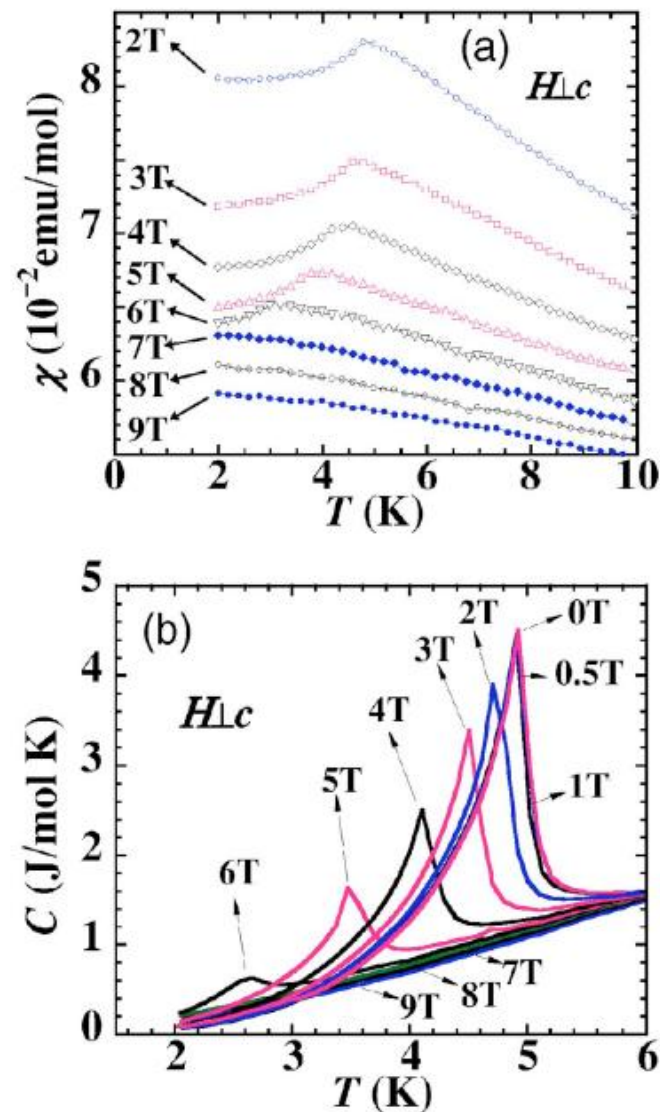 (a)
H⊥c
2T
3T
4T
5T
6T
7T
8T
9T
χ (10⁻² emu/mol)
8
7
6
0 2 4 6 8 10
T (K)
(b)
H⊥c
0T
0.5T
1T
2T
3T
4T
5T
6T
7T
8T
9T
C (J/mol K)
5
4
3
2
1
0
2 3 4 5 6
T (K)